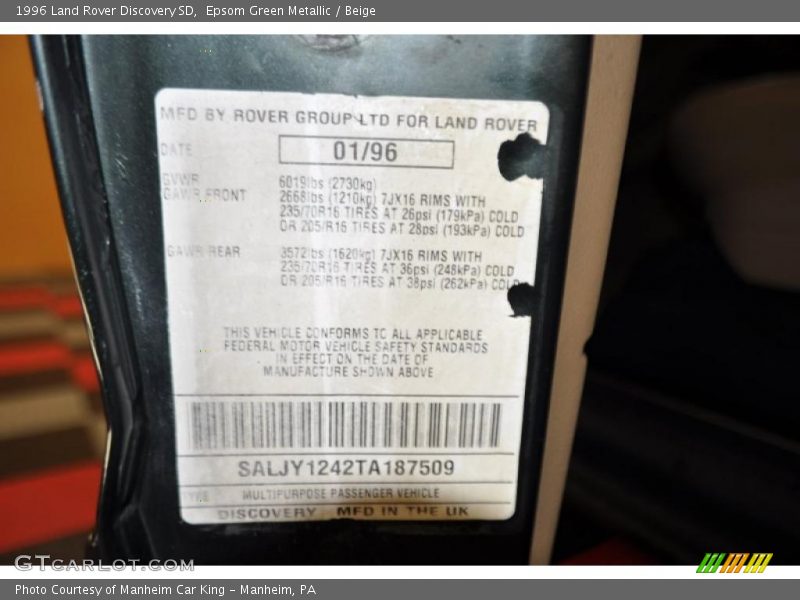 1996 Land Rover Discovery SD, Epsom Green Metallic / Beige
MFD BY ROVER GROUP LTD FOR LAND ROVER
DATE 01/96
GVWR 6019lbs (2730kg)
GAWR FRONT 2668lbs (1210kg) 7JX16 RIMS WITH
235/70R16 TIRES AT 26psi (179kPa) COLD
OR 205/R16 TIRES AT 28psi (193kPa) COLD
GAWR REAR 3572lbs (1620kg) 7JX16 RIMS WITH
235/70R16 TIRES AT 36psi (248kPa) COLD
OR 205/R16 TIRES AT 38psi (262kPa) COLD
THIS VEHICLE CONFORMS TO ALL APPLICABLE
FEDERAL MOTOR VEHICLE SAFETY STANDARDS
IN EFFECT ON THE DATE OF
MANUFACTURE SHOWN ABOVE
SALJY1242TA187509
TYPE MULTIPURPOSE PASSENGER VEHICLE
DISCOVERY MFD IN THE UK
GTCARLOT.COM
Photo Courtesy of Manheim Car King - Manheim, PA